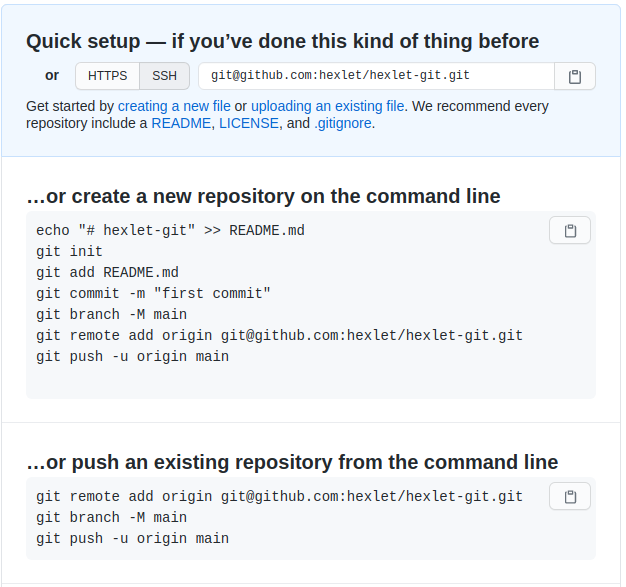 Quick setup — if you’ve done this kind of thing before
or HTTPS SSH git@github.com:hexlet/hexlet-git.git
Get started by creating a new file or uploading an existing file. We recommend every
repository include a README, LICENSE, and .gitignore.
…or create a new repository on the command line
echo "# hexlet-git" >> README.md
git init
git add README.md
git commit -m "first commit"
git branch -M main
git remote add origin git@github.com:hexlet/hexlet-git.git
git push -u origin main
…or push an existing repository from the command line
git remote add origin git@github.com:hexlet/hexlet-git.git
git branch -M main
git push -u origin main